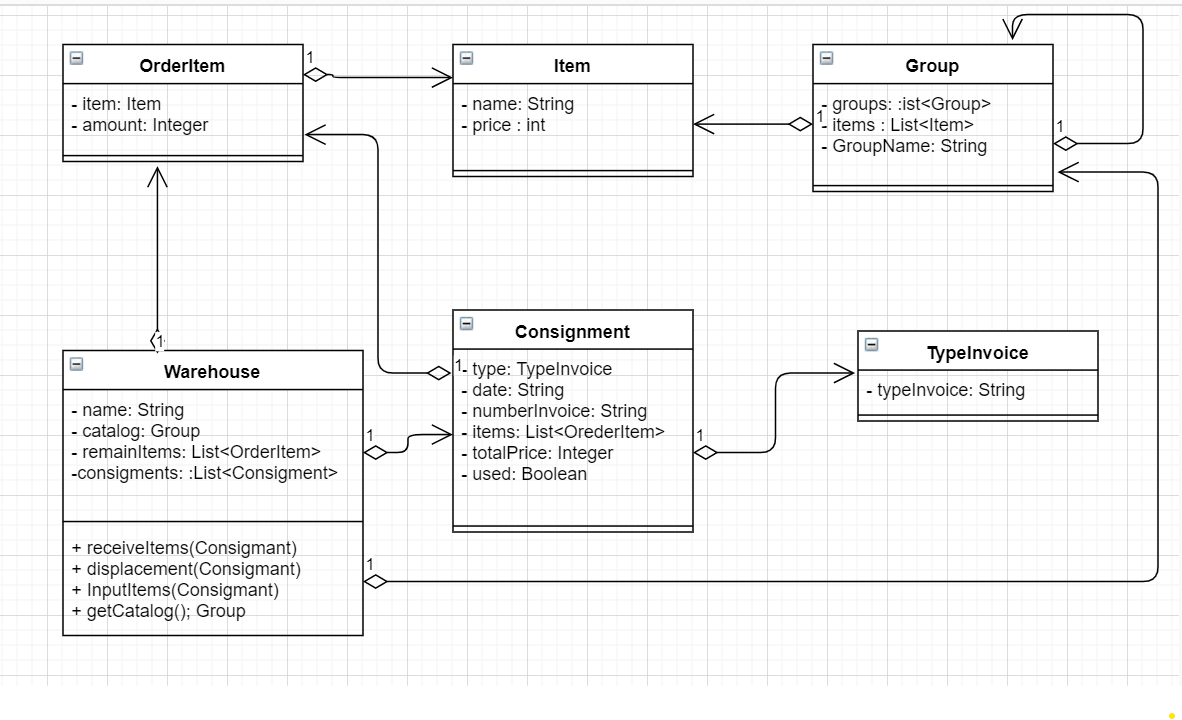 OrderItem
- item: Item
- amount: Integer
1
Item
- name: String
- price : int
Group
- groups: :ist<Group>
- items : List<Item>
- GroupName: String
1
1
1
Warehouse
- name: String
- catalog: Group
- remainItems: List<OrderItem>
-consigments: :List<Consigment>
+ receiveItems(Consigmant)
+ displacement(Consigmant)
+ InputItems(Consigmant)
+ getCatalog(); Group
1
1
Consignment
1
- type: TypeInvoice
- date: String
- numberInvoice: String
- items: List<OrederItem>
- totalPrice: Integer
- used: Boolean
1
TypeInvoice
- typeInvoice: String